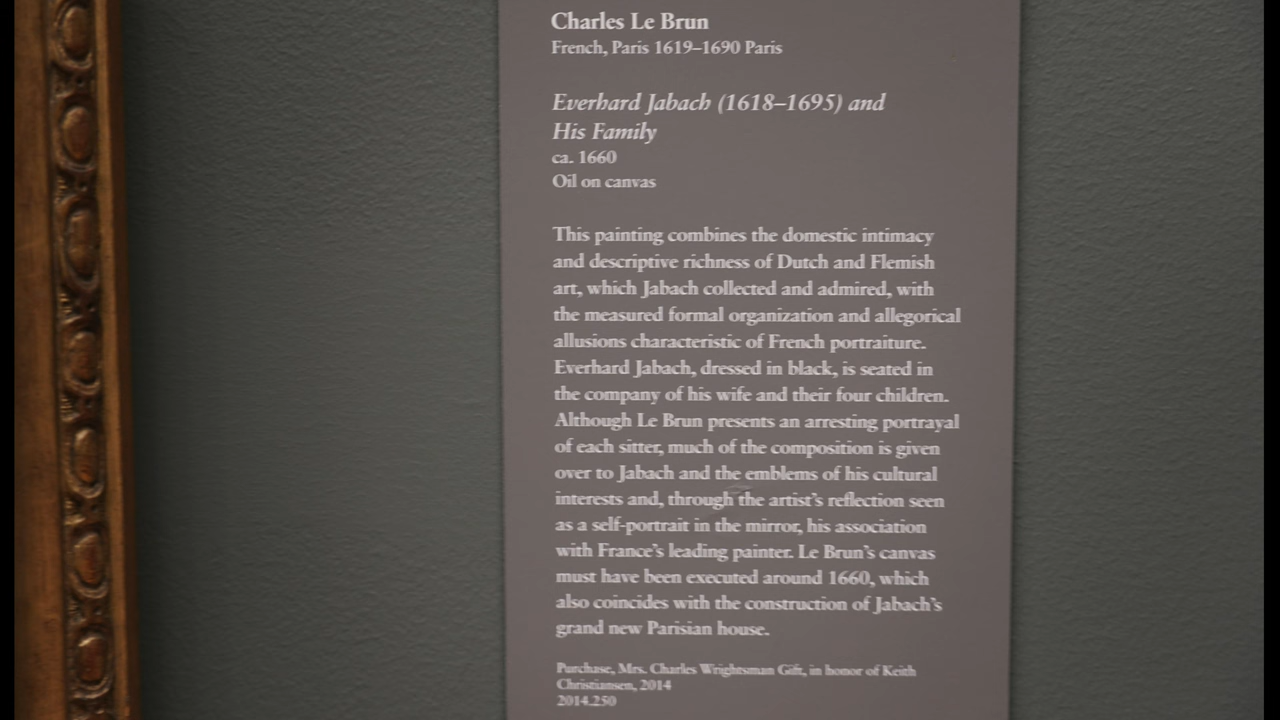 Charles Le Brun
French, Paris 1619–1690 Paris
Everhard Jabach (1618–1695) and
His Family
ca. 1660
Oil on canvas
This painting combines the domestic intimacy
and descriptive richness of Dutch and Flemish
art, which Jabach collected and admired, with
the measured formal organization and allegorical
allusions characteristic of French portraiture.
Everhard Jabach, dressed in black, is seated in
the company of his wife and their four children.
Although Le Brun presents an arresting portrayal
of each sitter, much of the composition is given
over to Jabach and the emblems of his cultural
interests and, through the artist’s reflection seen
as a self-portrait in the mirror, his association
with France’s leading painter. Le Brun’s canvas
must have been executed around 1660, which
also coincides with the construction of Jabach’s
grand new Parisian house.
Purchase, Mrs. Charles Wrightsman Gift, in honor of Keith
Christiansen, 2014
2014.250